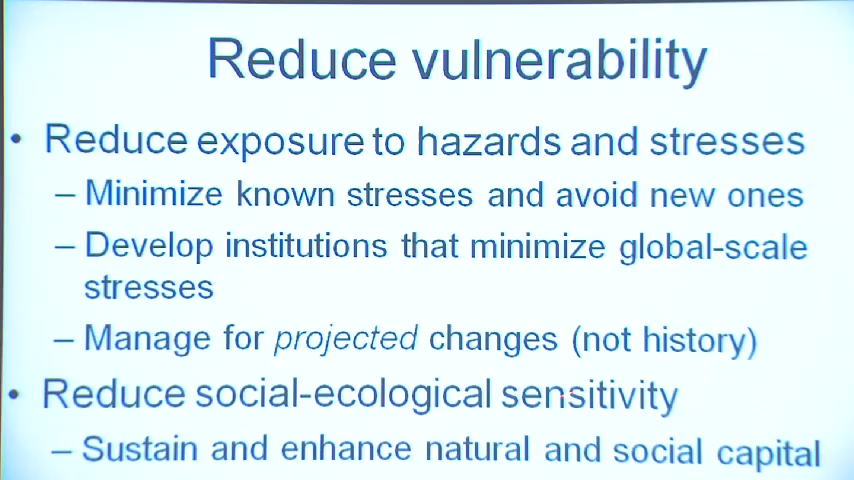 Reduce vulnerability
• Reduce exposure to hazards and stresses
– Minimize known stresses and avoid new ones
– Develop institutions that minimize global-scale
stresses
– Manage for projected changes (not history)
• Reduce social-ecological sensitivity
– Sustain and enhance natural and social capital